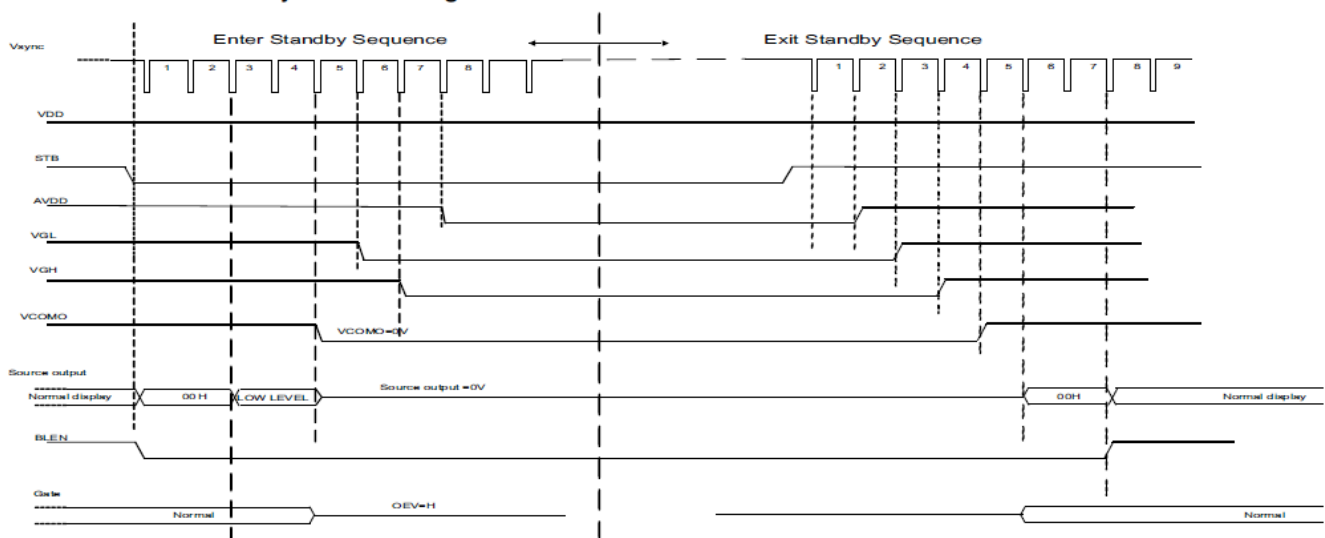 Enter Standby Sequence
Exit Standby Sequence
Vsync
1 2 3 4 5 6 7 8
1 2 3 4 5 6 7 8 9
VDD
STB
AVDD
VGL
VGH
VCOMO
VCOMO=0V
Source output
Normal display
00 H
LOW LEVEL
Source output =0V
00H
Normal display
BLEN
Gate
Normal
OEV=H
Normal